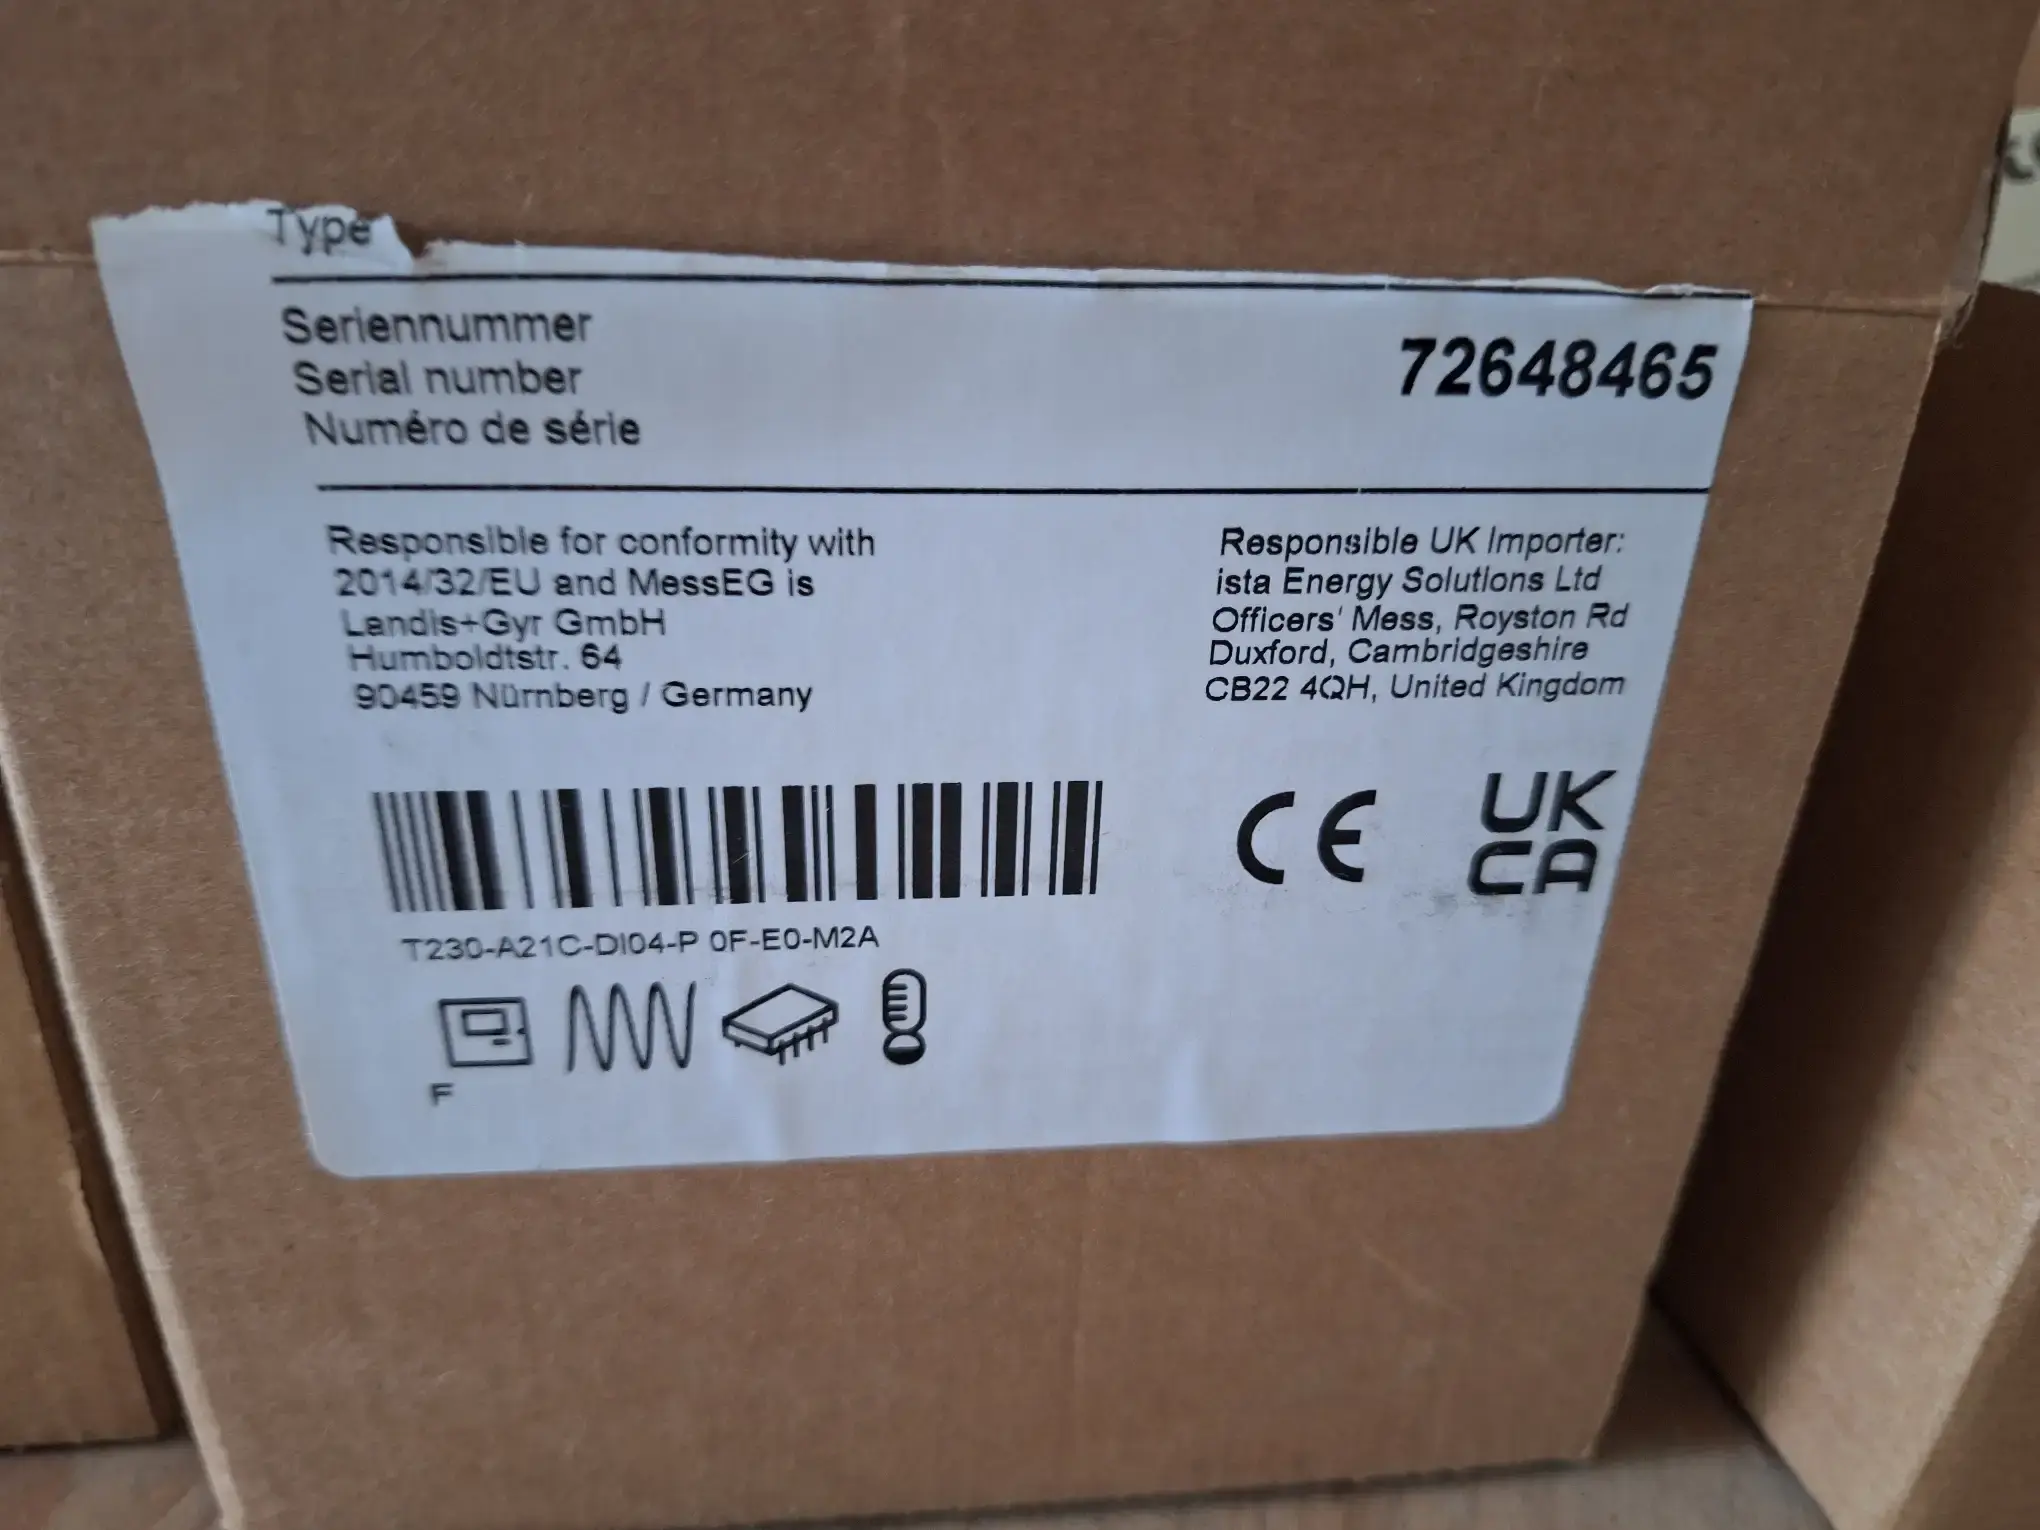 Type
Seriennummer
Serial number
Numéro de série
72648465
Responsible for conformity with
2014/32/EU and MessEG is
Landis+Gyr GmbH
Humboldtstr. 64
90459 Nürnberg / Germany
Responsible UK Importer:
ista Energy Solutions Ltd
Officers' Mess, Royston Rd
Duxford, Cambridgeshire
CB22 4QH, United Kingdom
CE
UK
CA
T230-A21C-DI04-P 0F-E0-M2A
F